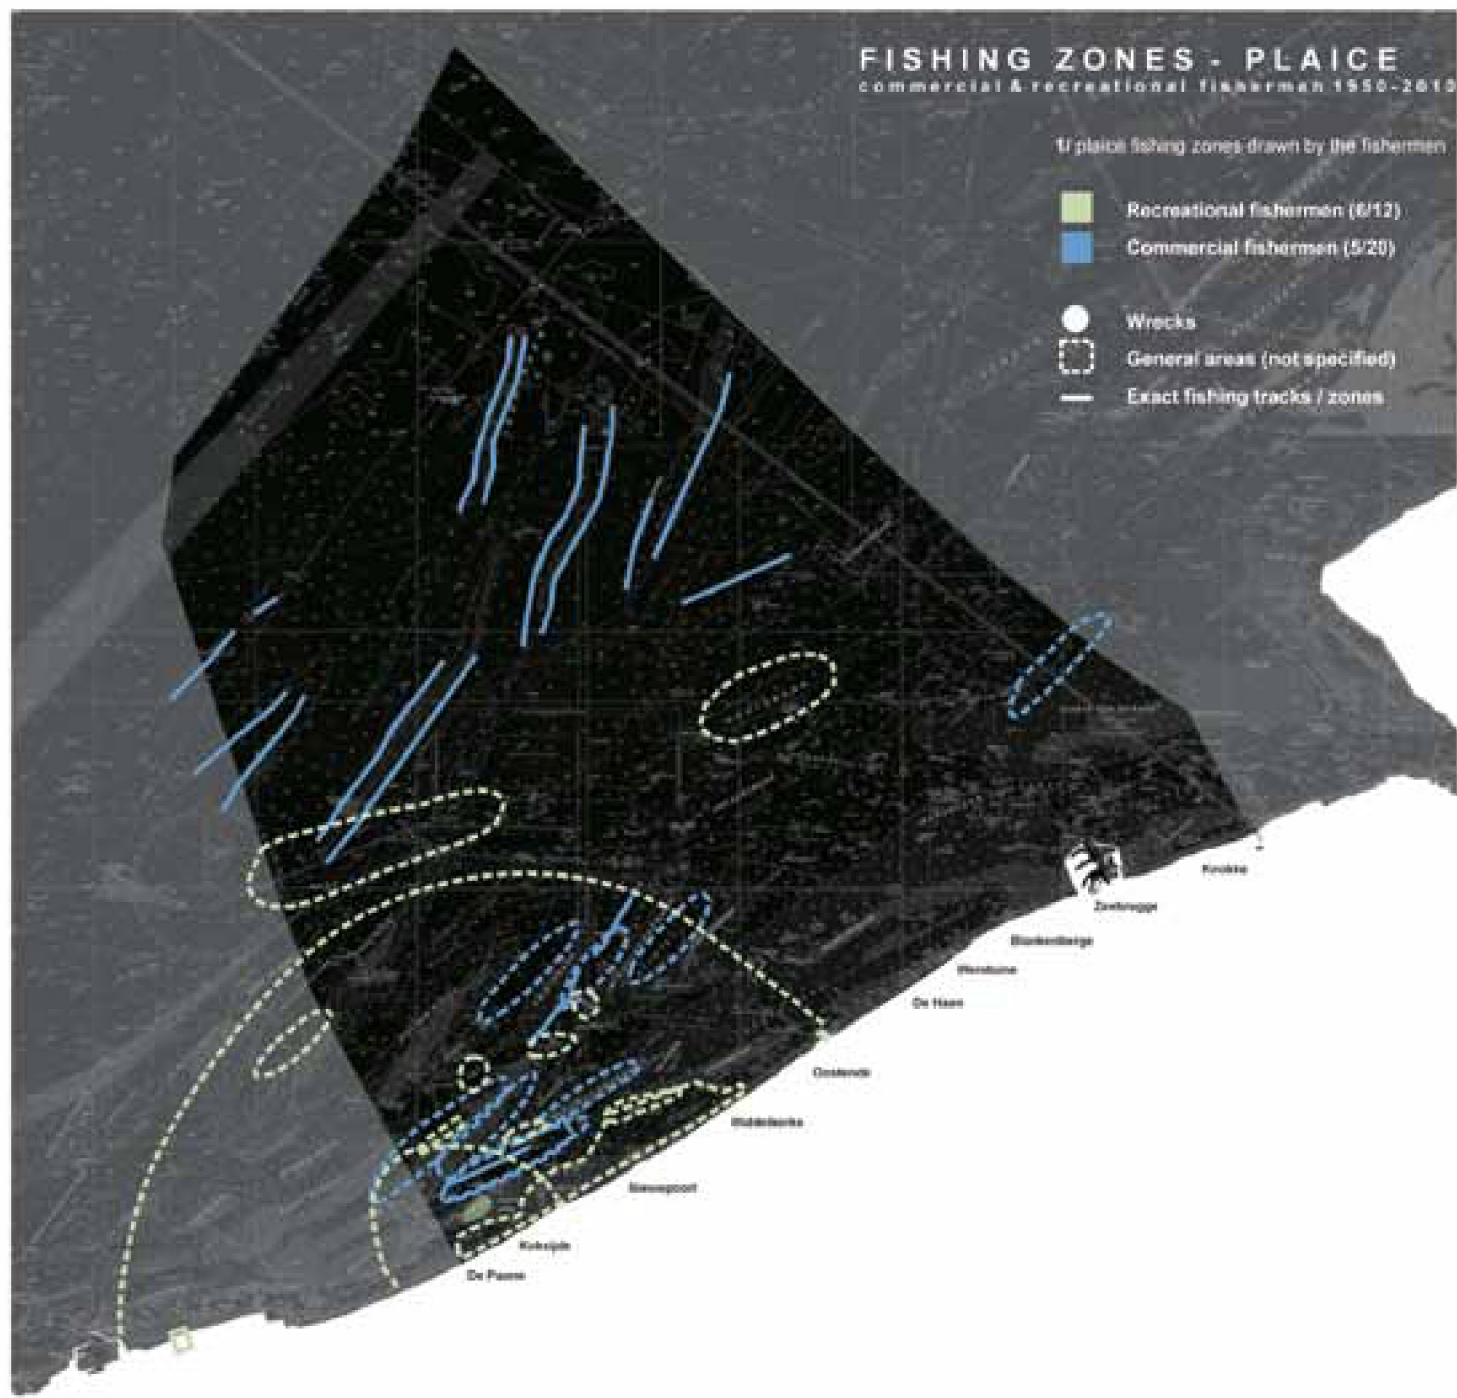 FISHING ZONES - PLAICE
commercial & recreational fishermen 1950-2010
1/ plaice fishing zones drawn by the fishermen
Recreational fishermen (6/12)
Commercial fishermen (5/20)
Wrecks
General areas (not specified)
Exact fishing tracks / zones
Knokke
Zeebrugge
Blankenberge
Wenduine
De Haan
Oostende
Middelkerke
Nieuwpoort
Koksijde
De Panne